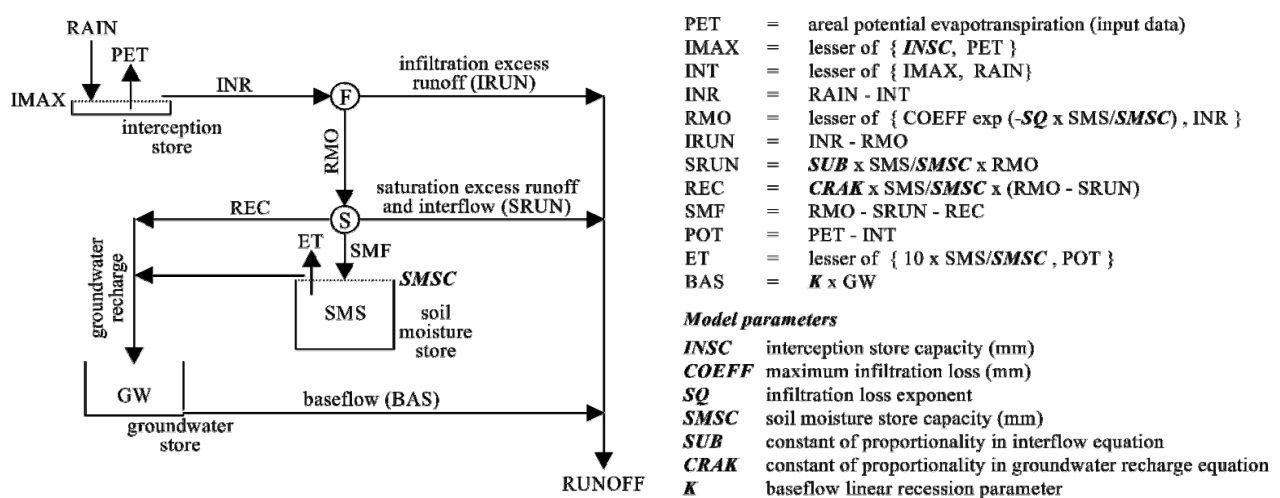 RAIN
PET
IMAX
interception
store
INR
F
infiltration excess
runoff (IRUN)
RMO
REC
S
saturation excess runoff
and interflow (SRUN)
ET
SMF
SMSC
groundwater
recharge
SMS
soil
moisture
store
GW
groundwater
store
baseflow (BAS)
RUNOFF
PET = areal potential evapotranspiration (input data)
IMAX = lesser of { INSC, PET }
INT = lesser of { IMAX, RAIN}
INR = RAIN - INT
RMO = lesser of { COEFF exp (-SQ x SMS/SMSC) , INR }
IRUN = INR - RMO
SRUN = SUB x SMS/SMSC x RMO
REC = CRAK x SMS/SMSC x (RMO - SRUN)
SMF = RMO - SRUN - REC
POT = PET - INT
ET = lesser of { 10 x SMS/SMSC , POT }
BAS = K x GW
Model parameters
INSC interception store capacity (mm)
COEFF maximum infiltration loss (mm)
SQ infiltration loss exponent
SMSC soil moisture store capacity (mm)
SUB constant of proportionality in interflow equation
CRAK constant of proportionality in groundwater recharge equation
K baseflow linear recession parameter